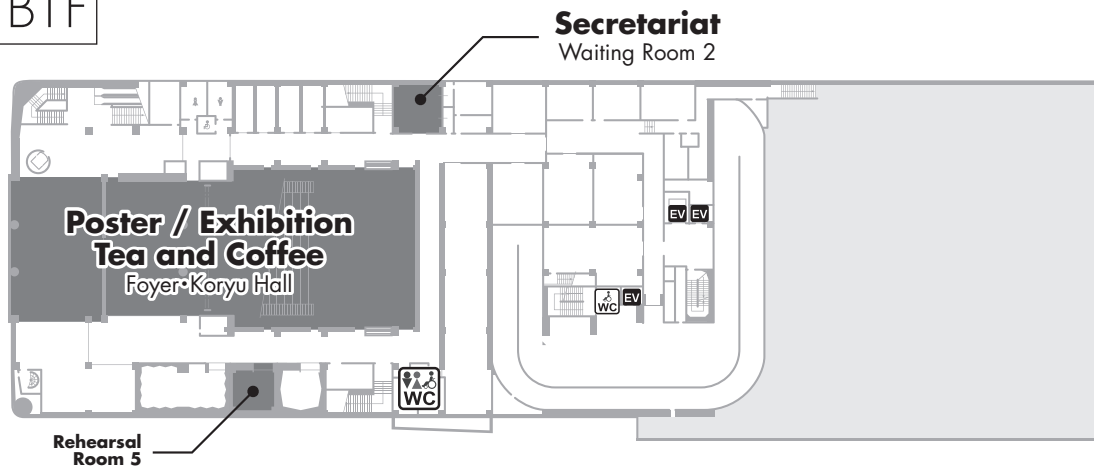 B1F
Secretariat
Waiting Room 2
Poster / Exhibition
Tea and Coffee
Foyer•Koryu Hall
EV EV
WC EV
WC
Rehearsal
Room 5